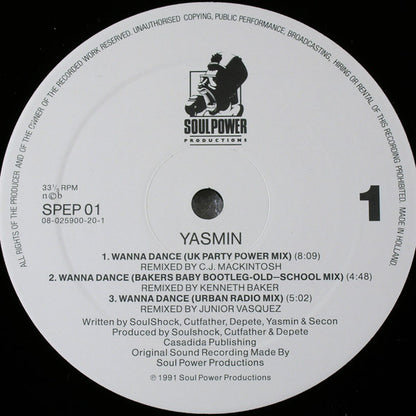 ALL RIGHTS OF THE PRODUCER AND OF THE OWNER OF THE RECORDED WORK RESERVED. UNAUTHORISED COPYING, PUBLIC PERFORMANCE, BROADCASTING, HIRING OR RENTAL OF THIS RECORDING PROHIBITED. MADE IN HOLLAND.
SOULPOWER
PRODUCTIONS
33⅓ RPM
n©b
SPEP 01
08-025900-20-1
1
YASMIN
1. WANNA DANCE (UK PARTY POWER MIX) (8:09)
REMIXED BY C.J. MACKINTOSH
2. WANNA DANCE (BAKERS BABY BOOTLEG-OLD—SCHOOL MIX) (4:48)
REMIXED BY KENNETH BAKER
3. WANNA DANCE (URBAN RADIO MIX) (5:02)
REMIXED BY JUNIOR VASQUEZ
Written by SoulShock, Cutfather, Depete, Yasmin & Secon
Produced by Soulshock, Cutfather & Depete
Casadida Publishing
Original Sound Recording Made By
Soul Power Productions
℗ 1991 Soul Power Productions